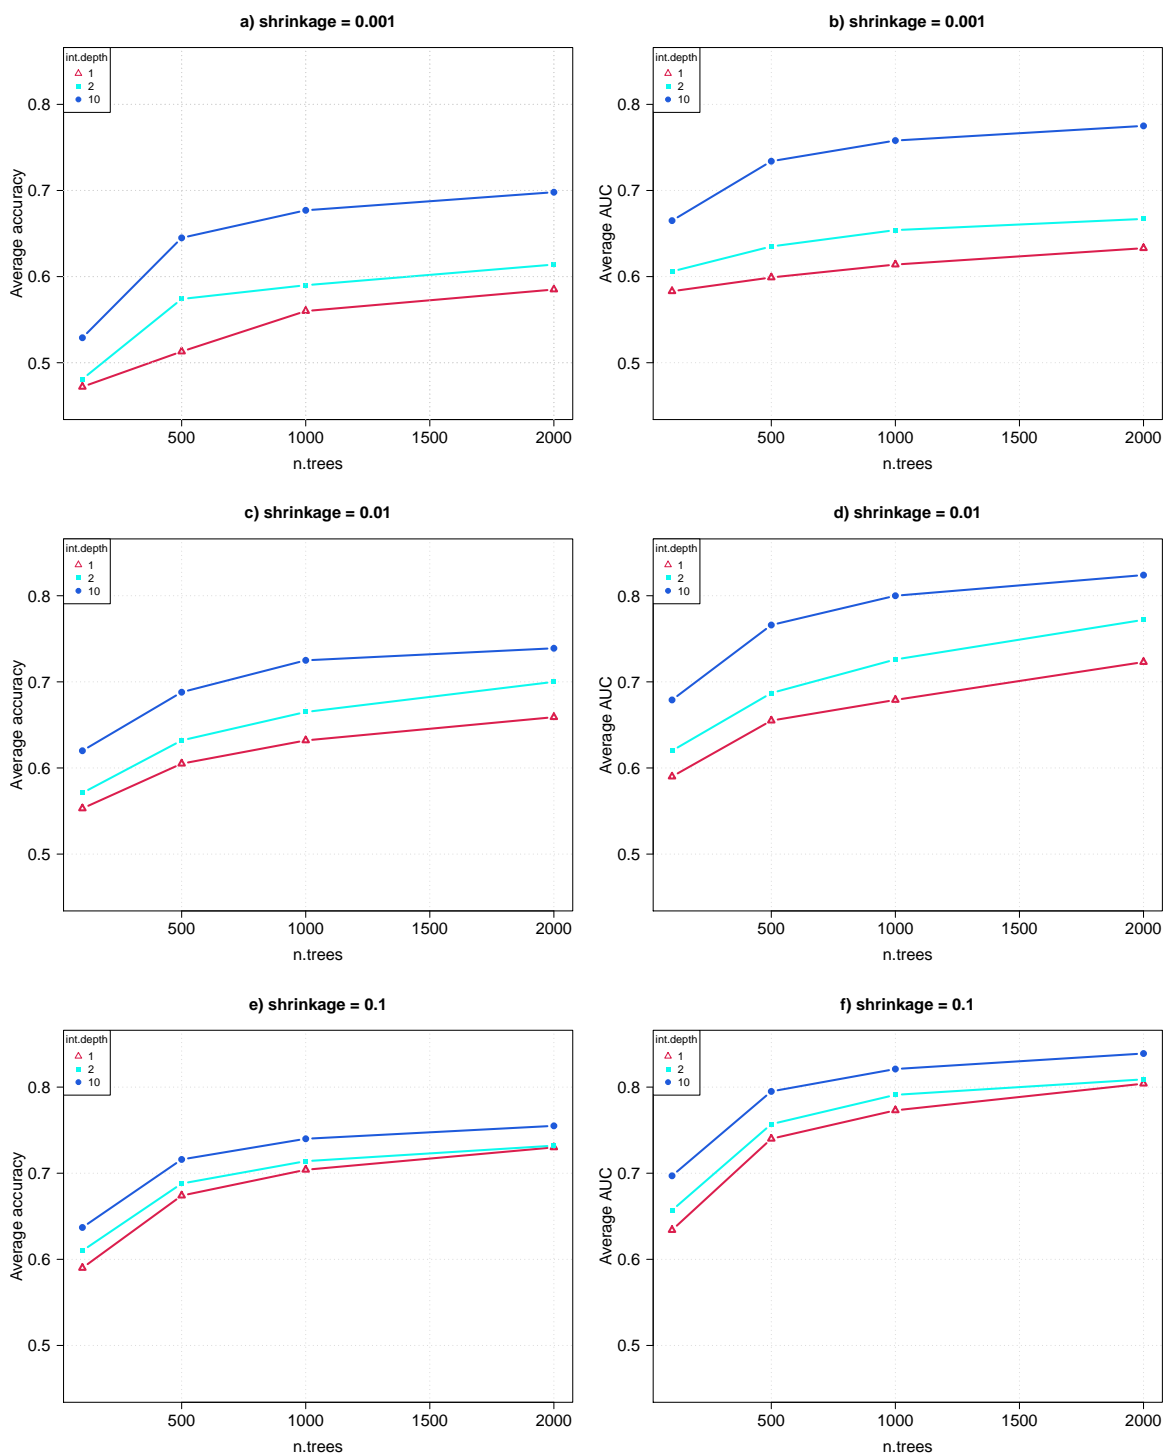 a) shrinkage = 0.001
int.depth
1
2
10
0.8
0.7
0.6
0.5
Average accuracy
500
1000
1500
2000
n.trees
b) shrinkage = 0.001
int.depth
1
2
10
0.8
0.7
0.6
0.5
Average AUC
500
1000
1500
2000
n.trees
c) shrinkage = 0.01
int.depth
1
2
10
0.8
0.7
0.6
0.5
Average accuracy
500
1000
1500
2000
n.trees
d) shrinkage = 0.01
int.depth
1
2
10
0.8
0.7
0.6
0.5
Average AUC
500
1000
1500
2000
n.trees
e) shrinkage = 0.1
int.depth
1
2
10
0.8
0.7
0.6
0.5
Average accuracy
500
1000
1500
2000
n.trees
f) shrinkage = 0.1
int.depth
1
2
10
0.8
0.7
0.6
0.5
Average AUC
500
1000
1500
2000
n.trees